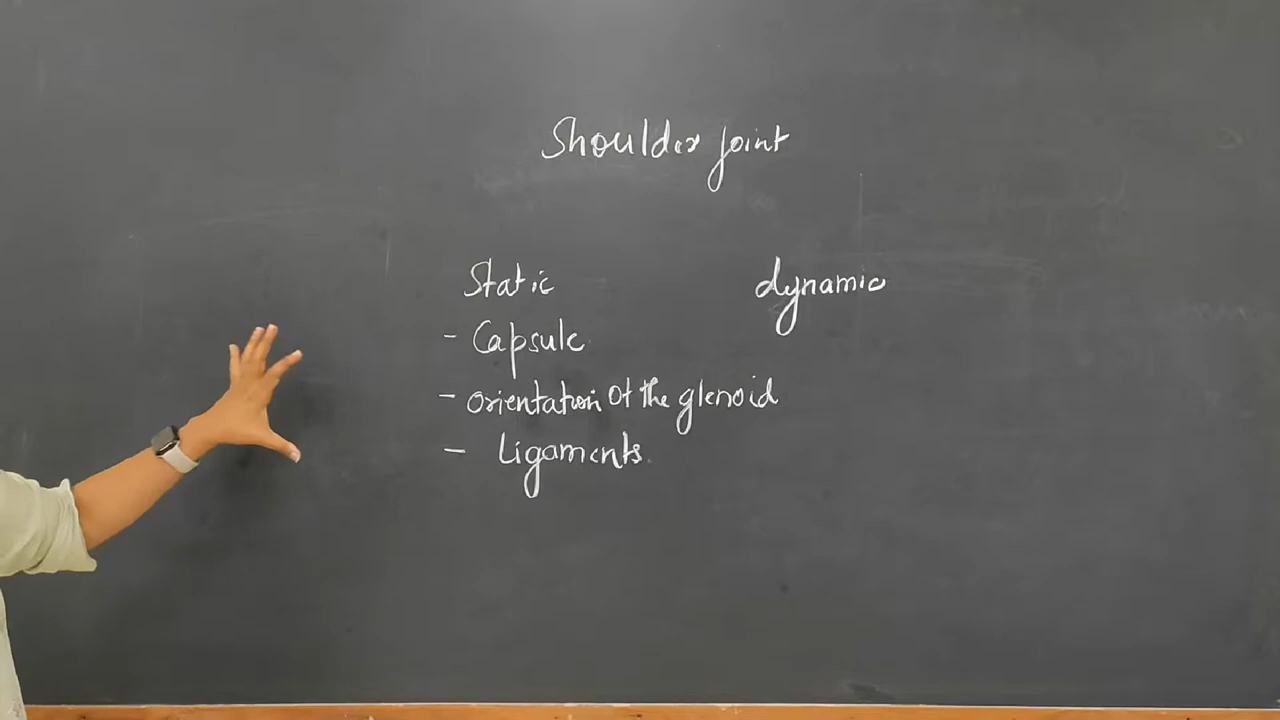 Shoulder joint
Static
dynamic
- Capsule
- Orientation of the glenoid
- Ligaments